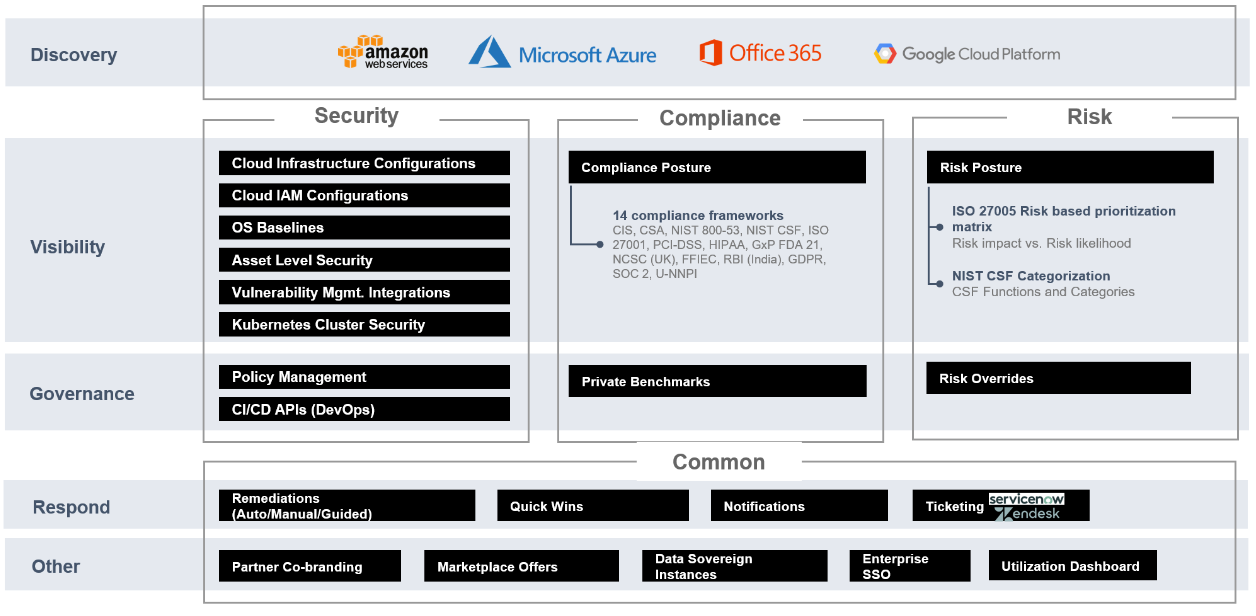 Discovery
amazon
webservices
Microsoft Azure
Office 365
Google Cloud Platform
Security
Compliance
Risk
Visibility
Cloud Infrastructure Configurations
Cloud IAM Configurations
OS Baselines
Asset Level Security
Vulnerability Mgmt. Integrations
Kubernetes Cluster Security
Compliance Posture
14 compliance frameworks
CIS, CSA, NIST 800-53, NIST CSF, ISO
27001, PCI-DSS, HIPAA, GxP FDA 21,
NCSC (UK), FFIEC, RBI (India), GDPR,
SOC 2, U-NNPI
Risk Posture
ISO 27005 Risk based prioritization
matrix
Risk impact vs. Risk likelihood
NIST CSF Categorization
CSF Functions and Categories
Governance
Policy Management
CI/CD APIs (DevOps)
Private Benchmarks
Risk Overrides
Common
Respond
Remediations
(Auto/Manual/Guided)
Quick Wins
Notifications
Ticketing
servicenow
zendesk
Other
Partner Co-branding
Marketplace Offers
Data Sovereign
Instances
Enterprise
SSO
Utilization Dashboard